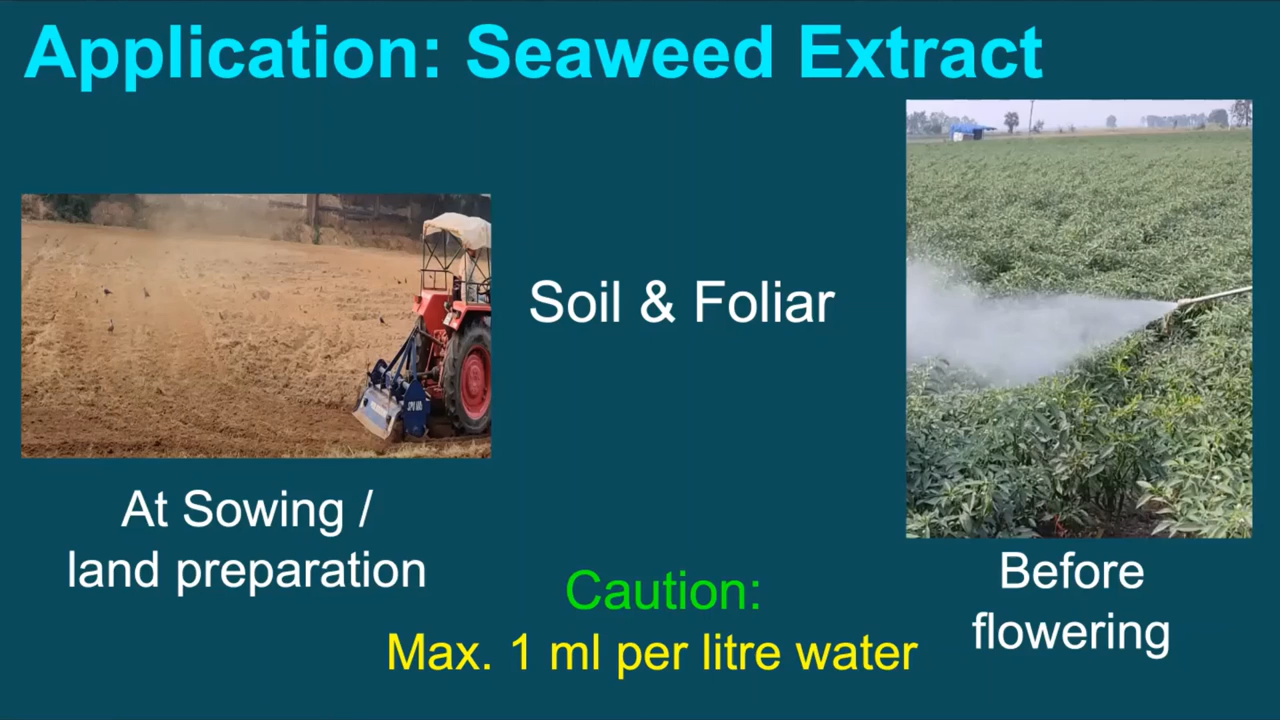 Application: Seaweed Extract
Soil & Foliar
At Sowing /
land preparation
Before
flowering
Caution:
Max. 1 ml per litre water